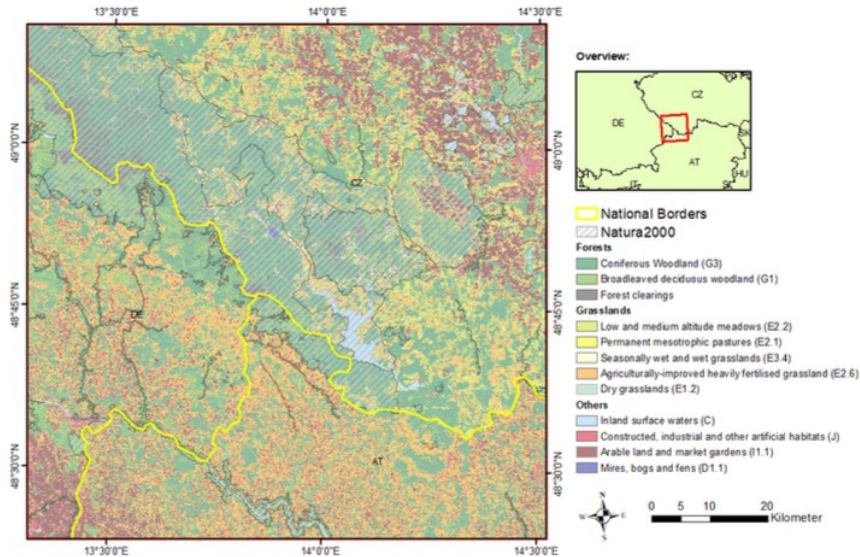 13°30'0"E 14°0'0"E 14°30'0"E
49°0'0"N
48°45'0"N
48°30'0"N
CZ
DE
AT
49°0'0"N
48°45'0"N
48°30'0"N
13°30'0"E 14°0'0"E 14°30'0"E
Overview:
CZ
DE
SK
AT
HU
IT
National Borders
Natura2000
Forests
Coniferous Woodland (G3)
Broadleaved deciduous woodland (G1)
Forest clearings
Grasslands
Low and medium altitude meadows (E2.2)
Permanent mesotrophic pastures (E2.1)
Seasonally wet and wet grasslands (E3.4)
Agriculturally-improved heavily fertilised grassland (E2.6)
Dry grasslands (E1.2)
Others
Inland surface waters (C)
Constructed, industrial and other artificial habitats (J)
Arable land and market gardens (I1.1)
Mires, bogs and fens (D1.1)
N
W E
S
0 5 10 20
Kilometer